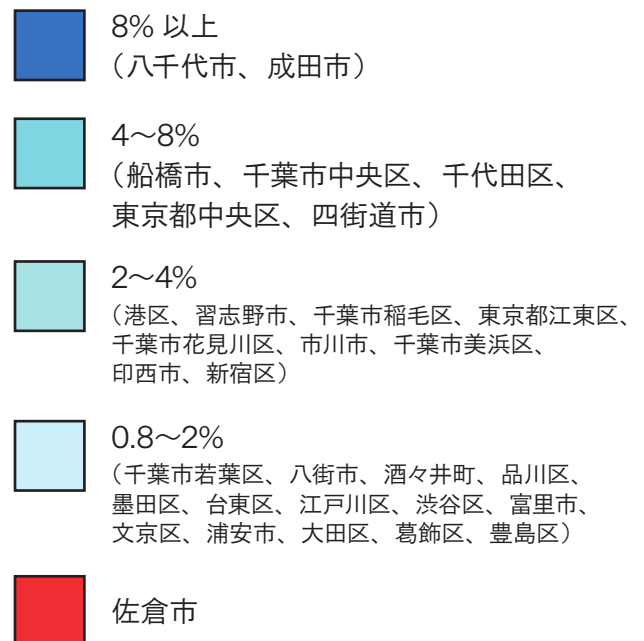 8% 以上
（八千代市、成田市）
4〜8%
（船橋市、千葉市中央区、千代田区、
東京都中央区、四街道市）
2〜4%
（港区、習志野市、千葉市稲毛区、東京都江東区、
千葉市花見川区、市川市、千葉市美浜区、
印西市、新宿区）
0.8〜2%
（千葉市若葉区、八街市、酒々井町、品川区、
墨田区、台東区、江戸川区、渋谷区、富里市、
文京区、浦安市、大田区、葛飾区、豊島区）
佐倉市